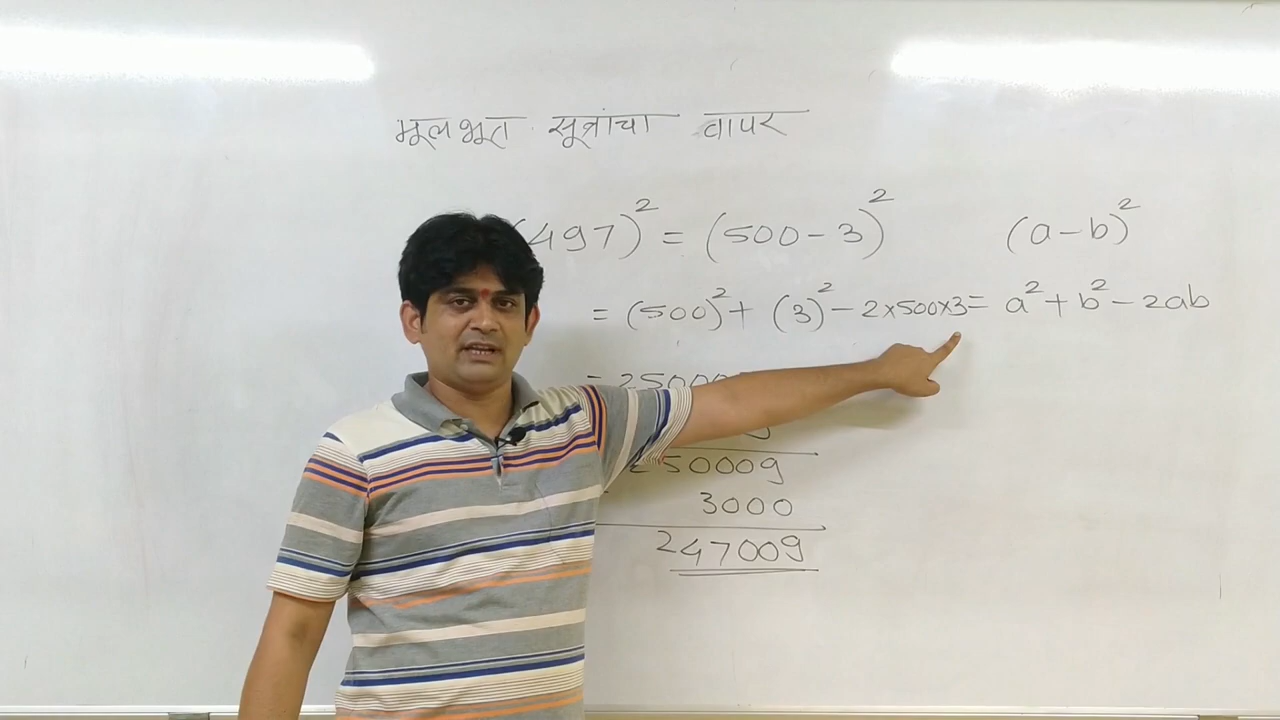 मूलभूत सूत्रांचा वापर
(497)² = (500-3)² (a-b)²
= (500)² + (3)² - 2×500×3 = a² + b² - 2ab
= 25000
250009
3000
247009